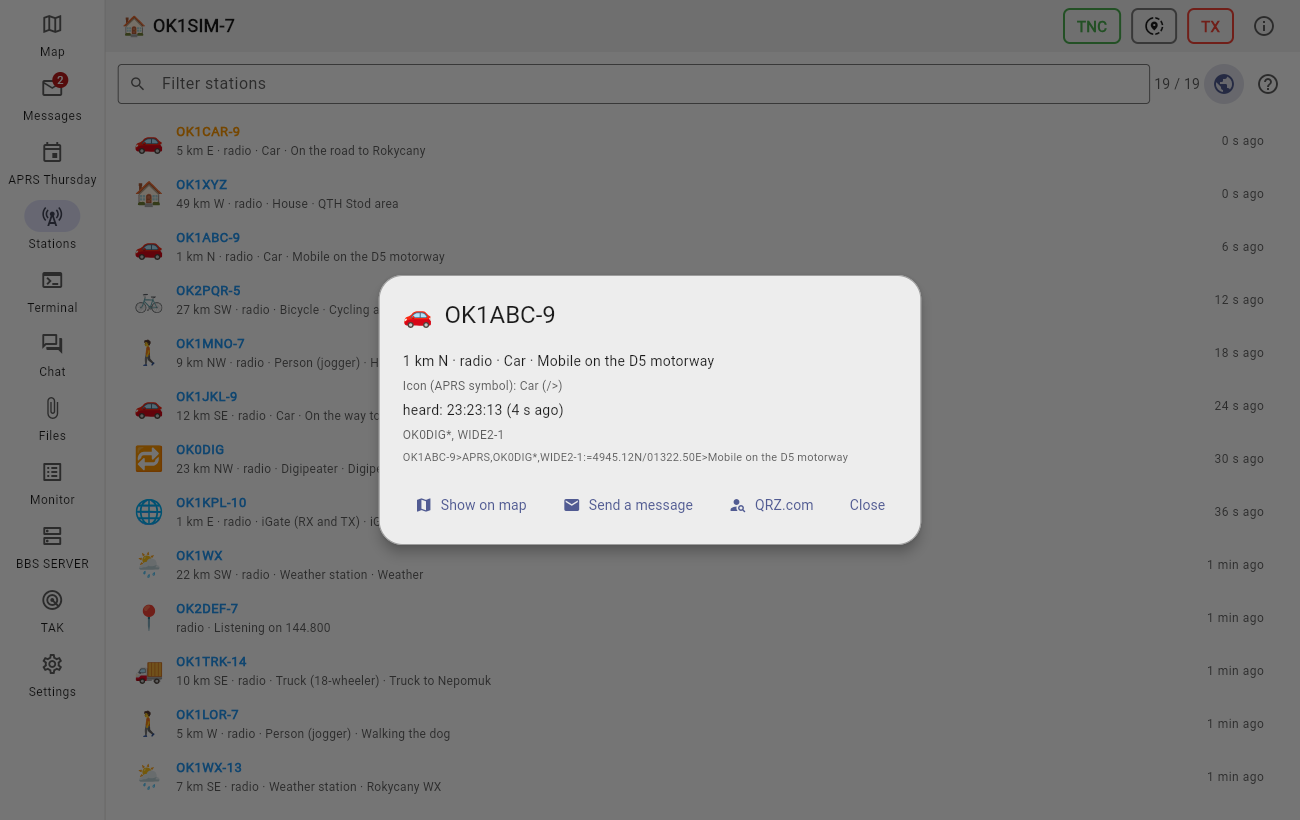 OK1SIM-7
TNC
TX
Map
2
Messages
APRS Thursday
Stations
Terminal
Chat
Files
Monitor
BBS SERVER
TAK
Settings
Filter stations
19 / 19
OK1CAR-9
5 km E · radio · Car · On the road to Rokycany
0 s ago
OK1XYZ
49 km W · radio · House · QTH Stod area
0 s ago
OK1ABC-9
1 km N · radio · Car · Mobile on the D5 motorway
6 s ago
OK2PQR-5
27 km SW · radio · Bicycle · Cycling a
12 s ago
OK1MNO-7
9 km NW · radio · Person (jogger) · H
18 s ago
OK1JKL-9
12 km SE · radio · Car · On the way to
24 s ago
OK0DIG
23 km NW · radio · Digipeater · Digipe
30 s ago
OK1KPL-10
1 km E · radio · iGate (RX and TX) · iG
36 s ago
OK1WX
22 km SW · radio · Weather station · Weather
1 min ago
OK2DEF-7
radio · Listening on 144.800
1 min ago
OK1TRK-14
10 km SE · radio · Truck (18-wheeler) · Truck to Nepomuk
1 min ago
OK1LOR-7
5 km W · radio · Person (jogger) · Walking the dog
1 min ago
OK1WX-13
7 km SE · radio · Weather station · Rokycany WX
1 min ago
OK1ABC-9
1 km N · radio · Car · Mobile on the D5 motorway
Icon (APRS symbol): Car (/>)
heard: 23:23:13 (4 s ago)
OK0DIG*, WIDE2-1
OK1ABC-9>APRS,OK0DIG*,WIDE2-1:=4945.12N/01322.50E>Mobile on the D5 motorway
Show on map
Send a message
QRZ.com
Close